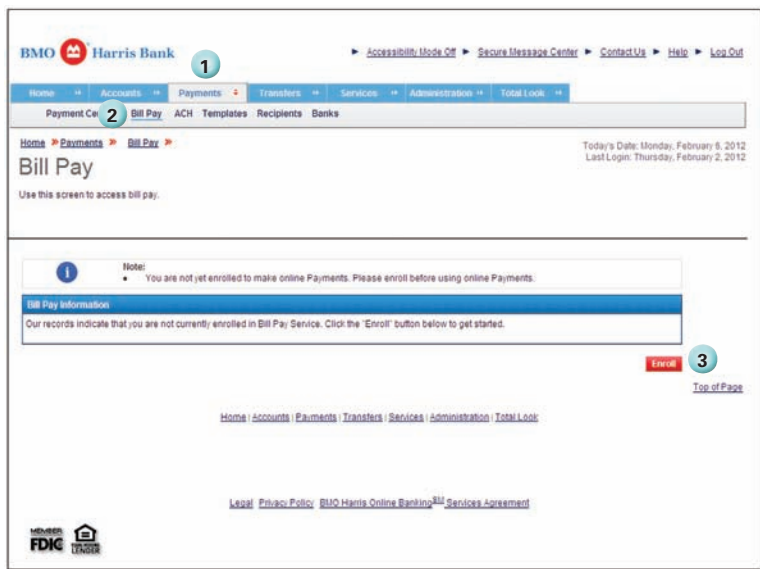 BMO Harris Bank
Accessibility Mode Off Secure Message Center Contact Us Help Log Out
1
Home Accounts Payments Transfers Services Administration Total Look
2
Payment Bill Pay ACH Templates Recipients Banks
Home Payments Bill Pay
Today's Date: Monday, February 6, 2012
Last Login: Thursday, February 2, 2012
Bill Pay
Use this screen to access bill pay.
i
Note:
• You are not yet enrolled to make online Payments. Please enroll before using online Payments.
Bill Pay Information
Our records indicate that you are not currently enrolled in Bill Pay Service. Click the "Enroll" button below to get started.
Enroll
3
Top of Page
Home | Accounts | Payments | Transfers | Services | Administration | Total Look
Legal Privacy Policy BMO Harris Online Banking SM Services Agreement
MEMBER
FDIC
EQUAL HOUSING
LENDER